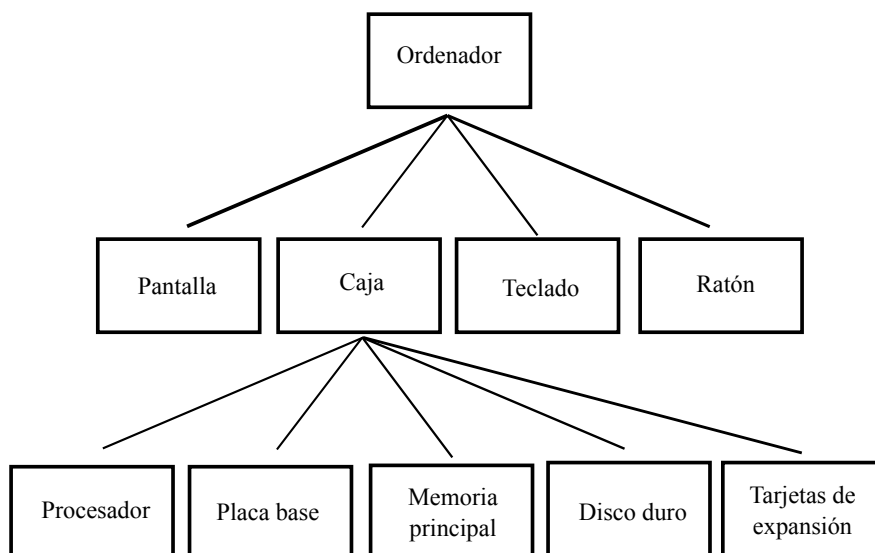 Ordenador
Pantalla
Caja
Teclado
Ratón
Procesador
Placa base
Memoria
principal
Disco duro
Tarjetas de
expansión